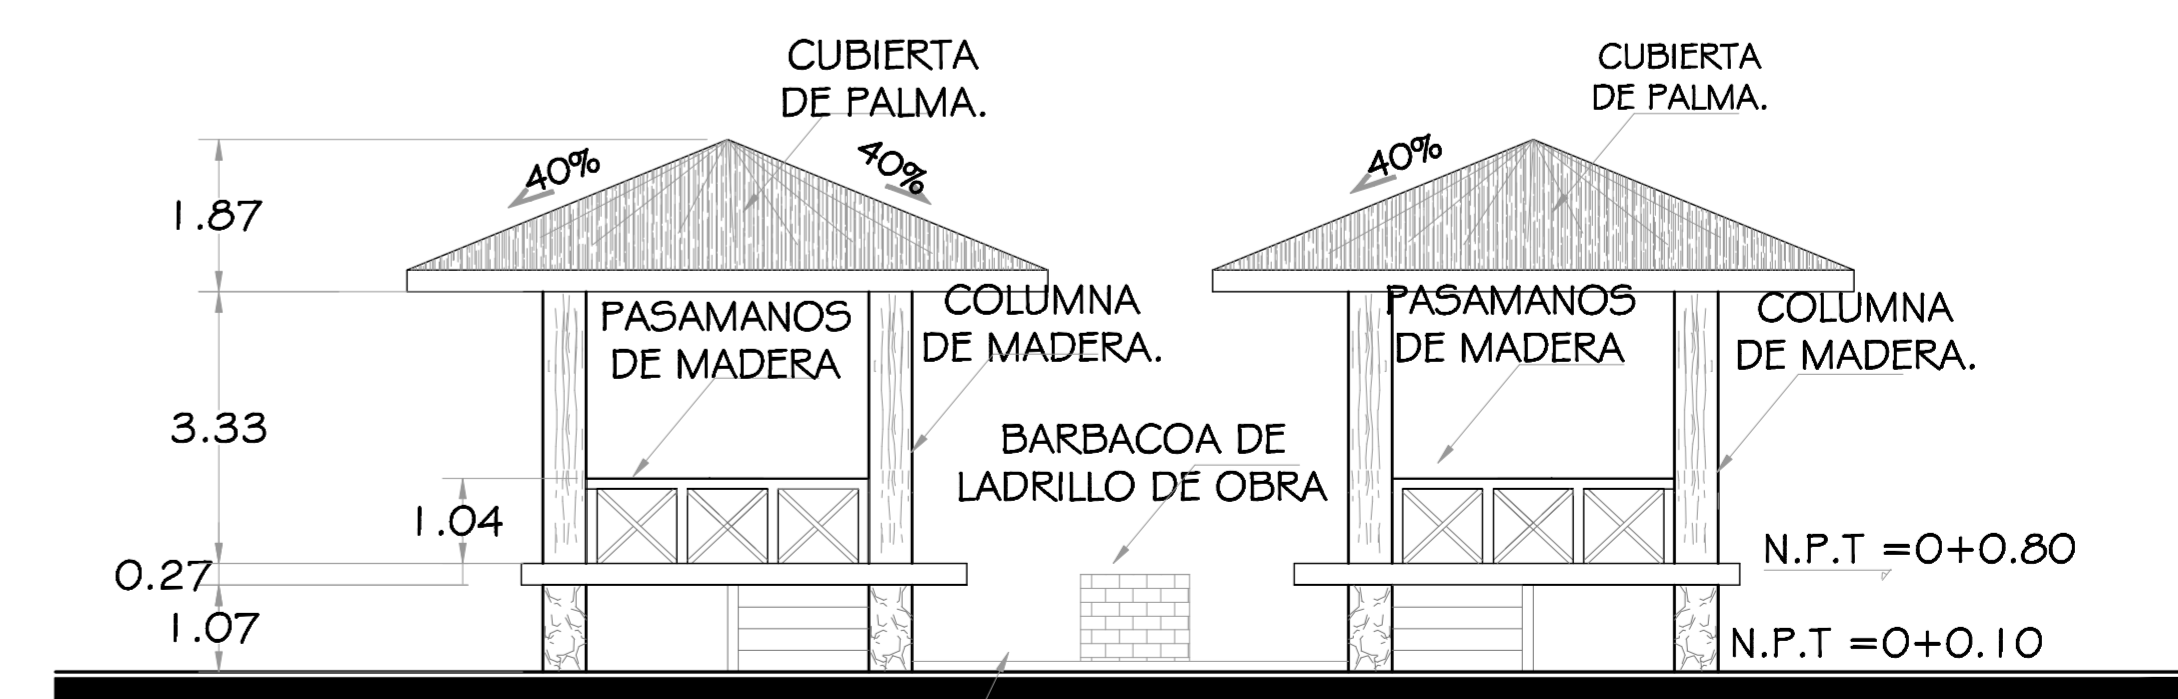 CUBIERTA
DE PALMA.
CUBIERTA
DE PALMA.
40%
40%
40%
1.87
PASAMANOS
DE MADERA
COLUMNA
DE MADERA.
PASAMANOS
DE MADERA
COLUMNA
DE MADERA.
3.33
BARBACOA DE
LADRILLO DE OBRA
1.04
N.P.T =0+0.80
0.27
1.07
N.P.T =0+0.10